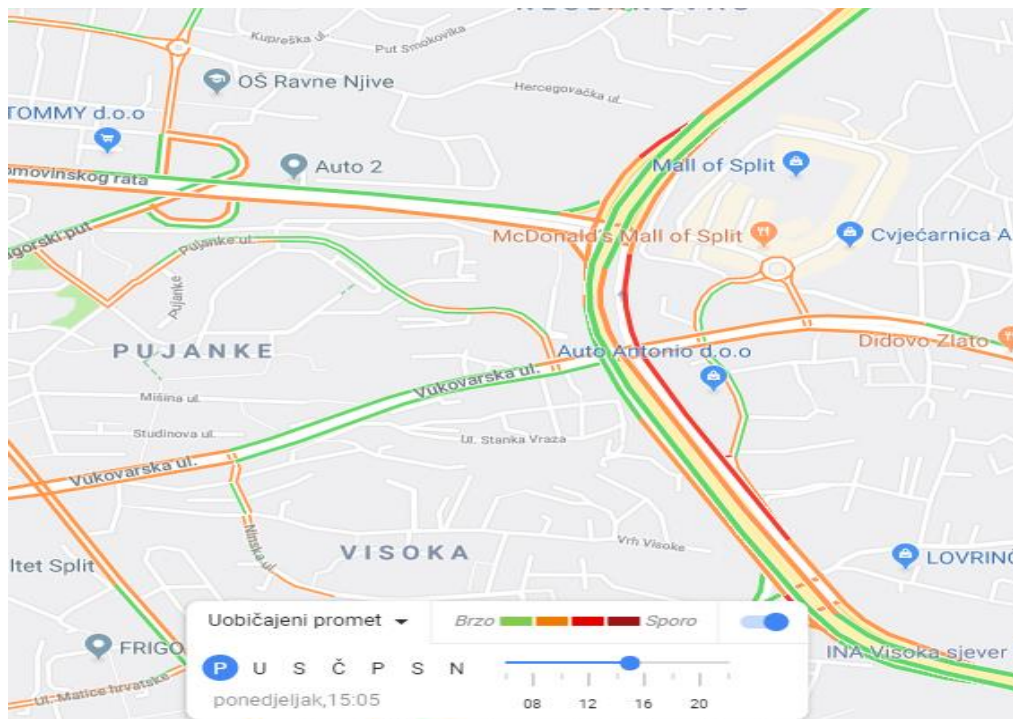 Kupreška ul.
Put Smokovika
OŠ Ravne Njive
Hercegovačka ul.
TOMMY d.o.o
Auto 2
Mall of Split
omovinskog rata
McDonald's Mall of Split
Cvjećarnica A
agorski put
Pujanke ul.
Pujanke
PUJANKE
Auto Antonio d.o.o
Didovo Zlato
Vukovarska ul.
Mišina ul.
Studinova ul.
Ul. Stanka Vraza
Vukovarska ul.
Ninska ul.
VISOKA
Vrh Visoke
ltet Split
LOVRINC
Uobičajeni promet
Brzo
Sporo
FRIGO
INA Visoka sjever
P U S Č P S N
Ul. Matice hrvatske
ponedjeljak,15:05
08 12 16 20